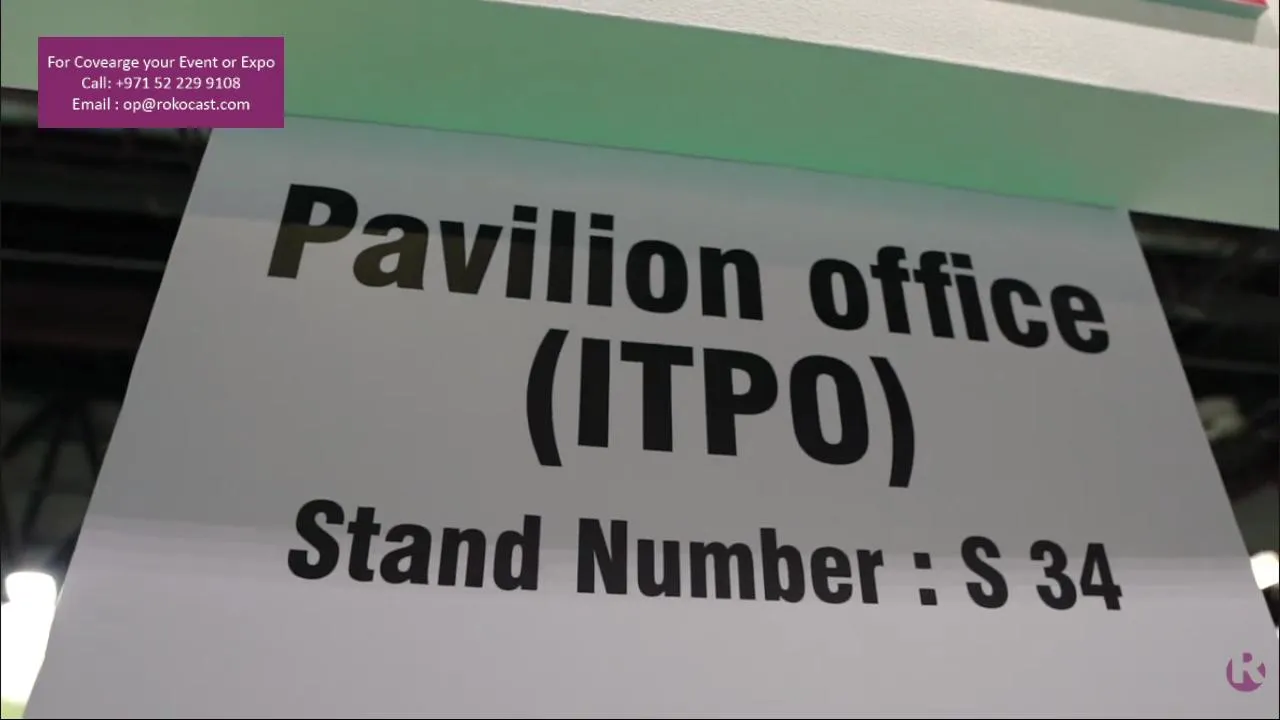 For Covearge your Event or Expo
Call: +971 52 229 9108
Email : op@rokocast.com
Pavilion office
(ITPO)
Stand Number : S 34
R